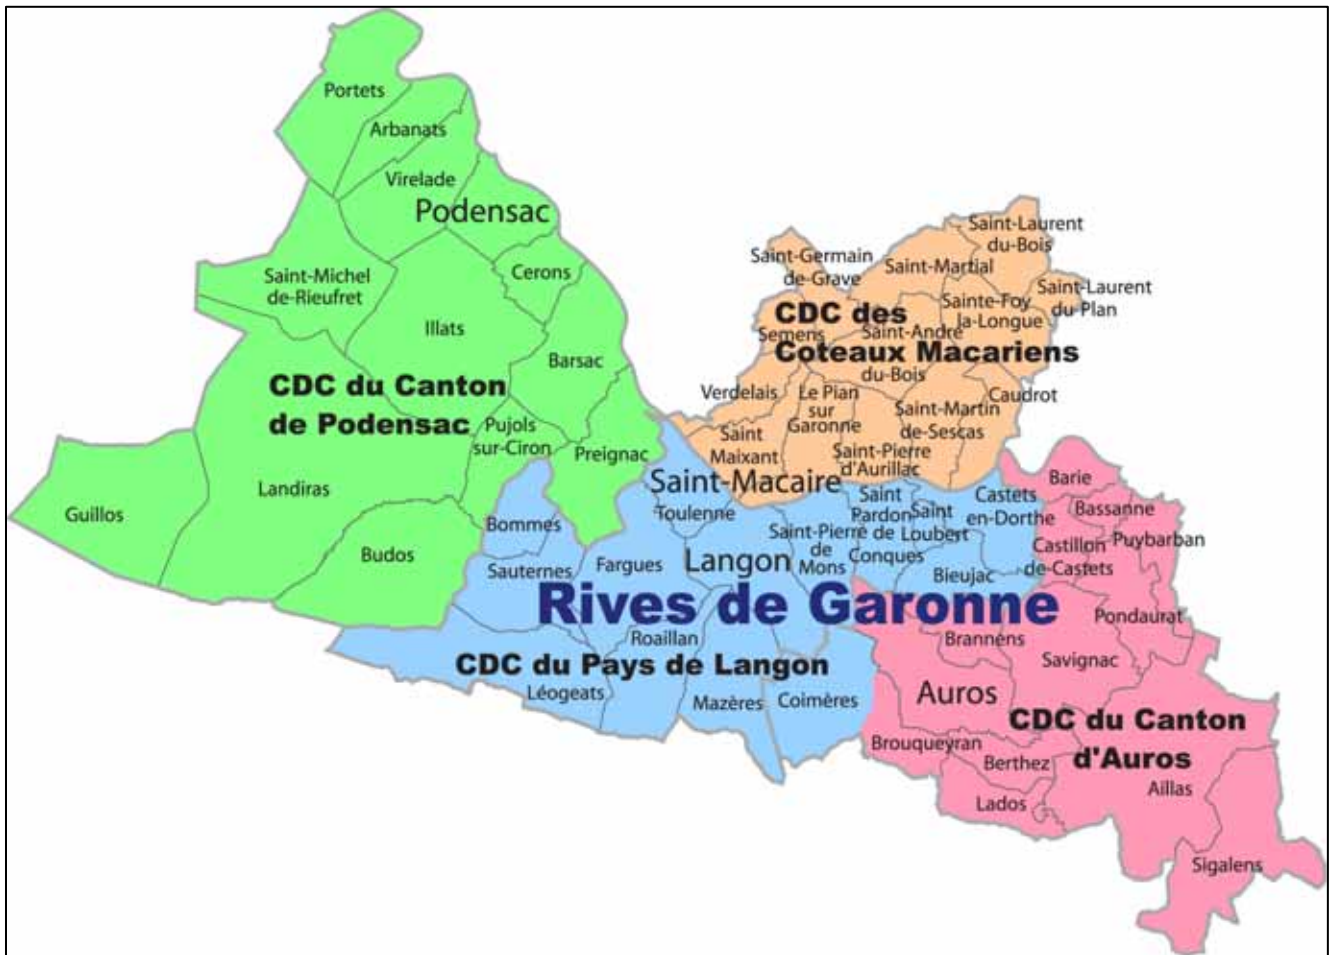 Portets
Arbanats
Virelade
Podensac
Saint-Michel
de-Rieufret
Cerons
Illats
Barsac
CDC du Canton
de Podensac
Pujols
sur-Ciron
Preignac
Landiras
Guillos
Budos
Saint-Laurent
du-Bois
Saint-Germain
de-Grave
Saint-Martial
Saint-Laurent
du-Plan
Sainte-Foy
la-Longue
CDC des
Semens
Saint-André
Coteaux Macariens
du-Bois
Verdelais
Le Pian
sur
Garonne
Caudrot
Saint-Martin
de-Sescas
Saint
Maixant
Saint-Pierre
d'Aurillac
Saint-Macaire
Toulenne
Bommes
Sauternes
Fargues
Langon
Saint-Pierre
de
Mons
Saint
Pardon
de
Conques
Saint
Loubert
Castets
en-Dorthe
Bieujac
Rives de Garonne
Roaillan
CDC du Pays de Langon
Léogeats
Mazères
Coimères
Barie
Bassanne
Puybarban
Castillon
de-Castets
Pondaurat
Brannens
Savignac
Auros
CDC du Canton
d'Auros
Brouqueyran
Berthez
Aillas
Lados
Sigalens